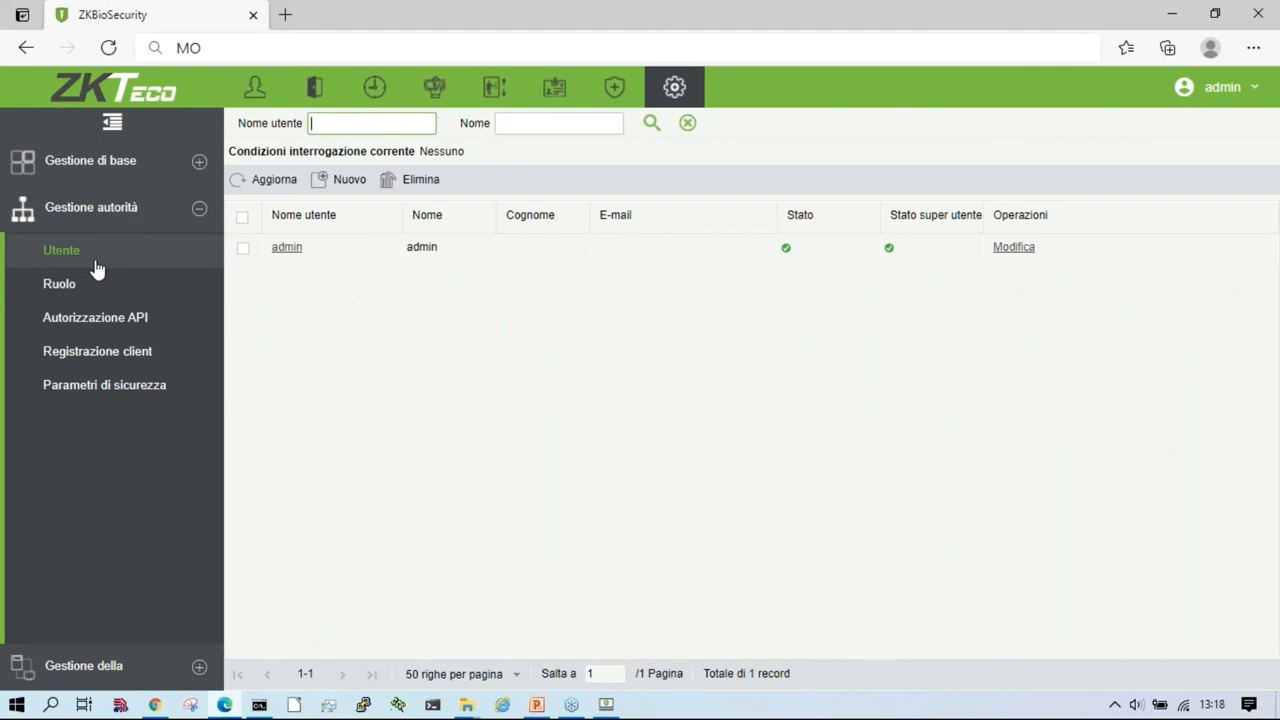 ZKBioSecurity
MO
ZKTeco
admin
Nome utente Nome
Condizioni interrogazione corrente Nessuno
Aggiorna Nuovo Elimina
Nome utente Nome Cognome E-mail Stato Stato super utente Operazioni
admin admin Modifica
Gestione di base
Gestione autorità
Utente
Ruolo
Autorizzazione API
Registrazione client
Parametri di sicurezza
Gestione della
1-1 50 righe per pagina Salta a 1 /1 Pagina Totale di 1 record
13:18